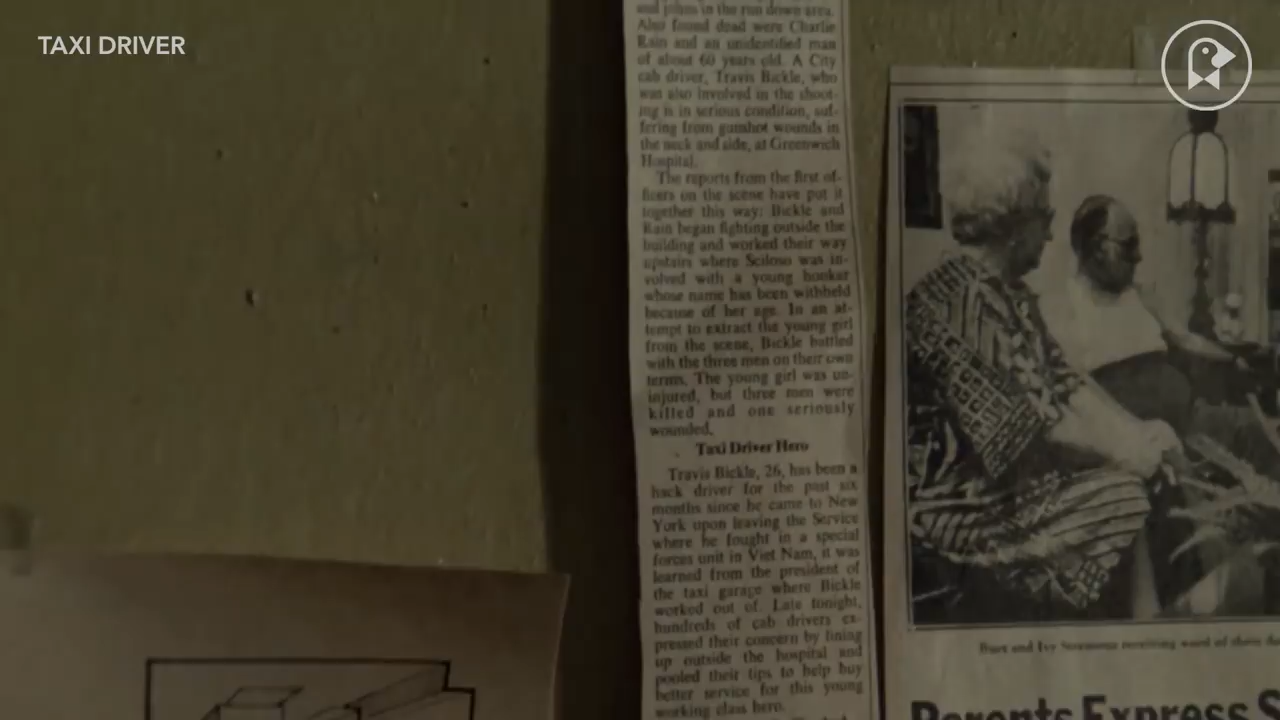 TAXI DRIVER
and johns in the run down area.
Also found dead were Charlie
Rain and an unidentified man
of about 60 years old. A City
cab driver, Travis Bickle, who
was also involved in the shoot-
ing is in serious condition, suf-
fering from gunshot wounds in
the neck and side, at Greenwich
Hospital.
The reports from the first of-
ficers on the scene have put it
together this way: Bickle and
Rain began fighting outside the
building and worked their way
upstairs where Sciloso was in-
volved with a young hooker
whose name has been withheld
because of her age. In an at-
tempt to extract the young girl
from the scene, Bickle battled
with the three men on their own
terms. The young girl was un-
injured, but three men were
killed and one seriously
wounded.
Taxi Driver Hero
Travis Bickle, 26, has been a
hack driver for the past six
months since he came to New
York upon leaving the Service
where he fought in a special
forces unit in Viet Nam, it was
learned from the president of
the taxi garage where Bickle
worked out of. Late tonight,
hundreds of cab drivers ex-
pressed their concern by lining
up outside the hospital and
pooled their tips to help buy
better service for this young
working class hero.
Burt and Ivy receiving word of
Parents Express S